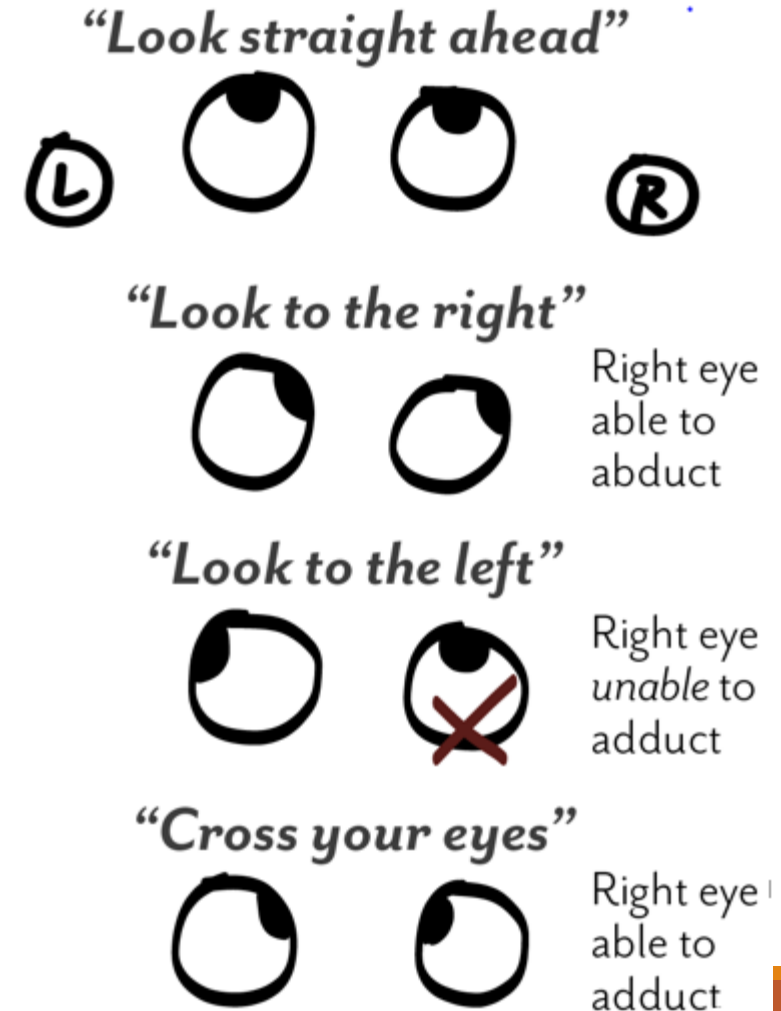 “Look straight ahead”
L
R
“Look to the right”
Right eye
able to
abduct
“Look to the left”
Right eye
unable to
adduct
“Cross your eyes”
Right eye
able to
adduct